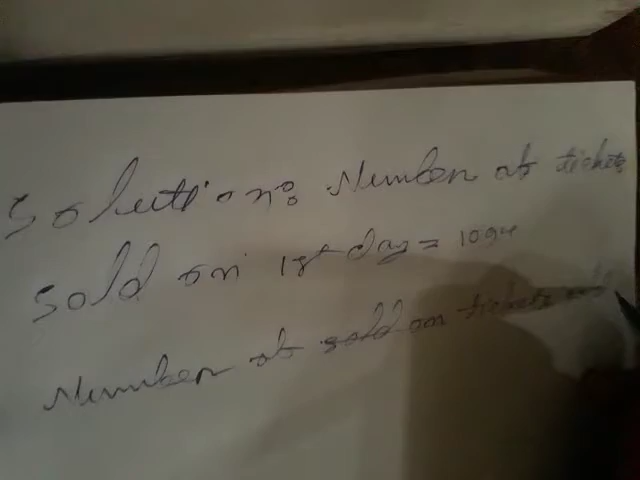 Solution: Number of tickets
Sold on 1st day = 1094
Number of sold on tickets